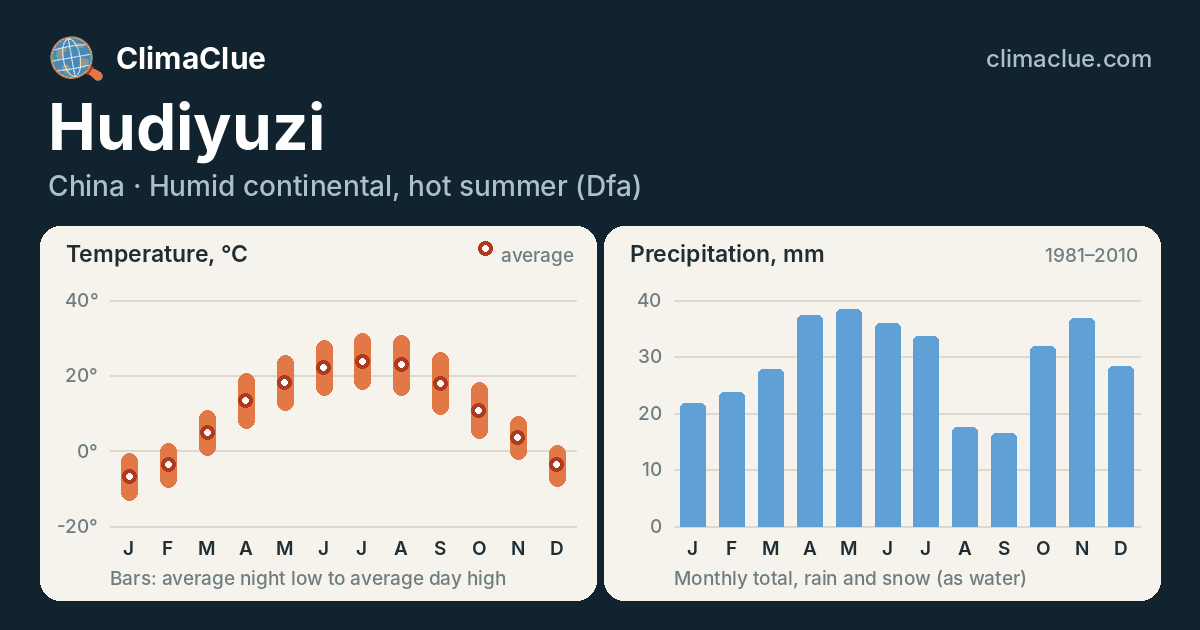 ClimaClue
climaclue.com
Hudiyuzi
China · Humid continental, hot summer (Dfa)
Temperature, °C
average
40°
20°
0°
-20°
J F M A M J J A S O N D
Bars: average night low to average day high
Precipitation, mm
1981–2010
40
30
20
10
0
J F M A M J J A S O N D
Monthly total, rain and snow (as water)